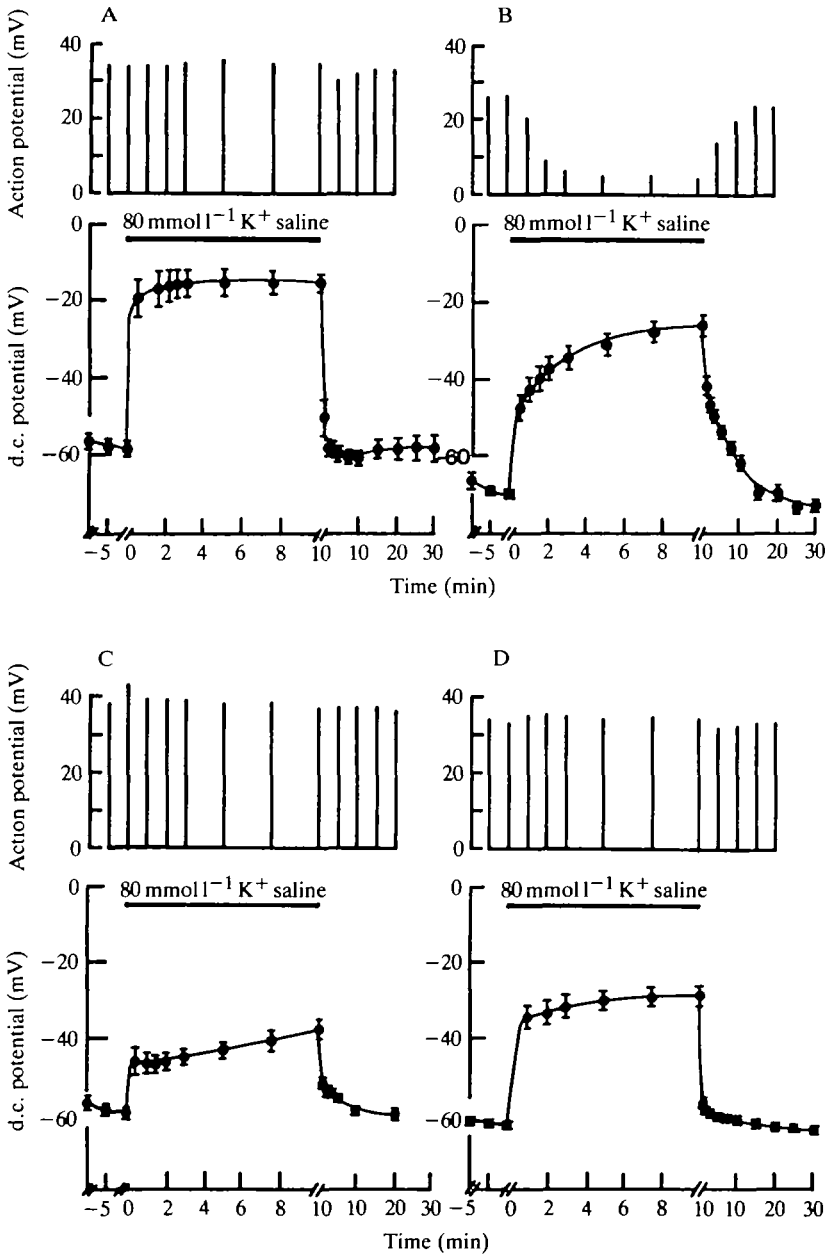 A
Action potential (mV)
40
20
0
80 mmol l⁻¹ K⁺ saline
d.c. potential (mV)
0
−20
−40
−60
−5 0 2 4 6 8 10 10 20 30
B
40
20
0
80 mmol l⁻¹ K⁺ saline
0
−20
−40
−60
−5 0 2 4 6 8 10 10 20 30
Time (min)
C
Action potential (mV)
40
20
0
80 mmol l⁻¹ K⁺ saline
d.c. potential (mV)
0
−20
−40
−60
−5 0 2 4 6 8 10 10 20 30
D
40
20
0
80 mmol l⁻¹ K⁺ saline
0
−20
−40
−60
−5 0 2 4 6 8 10 10 20 30
Time (min)